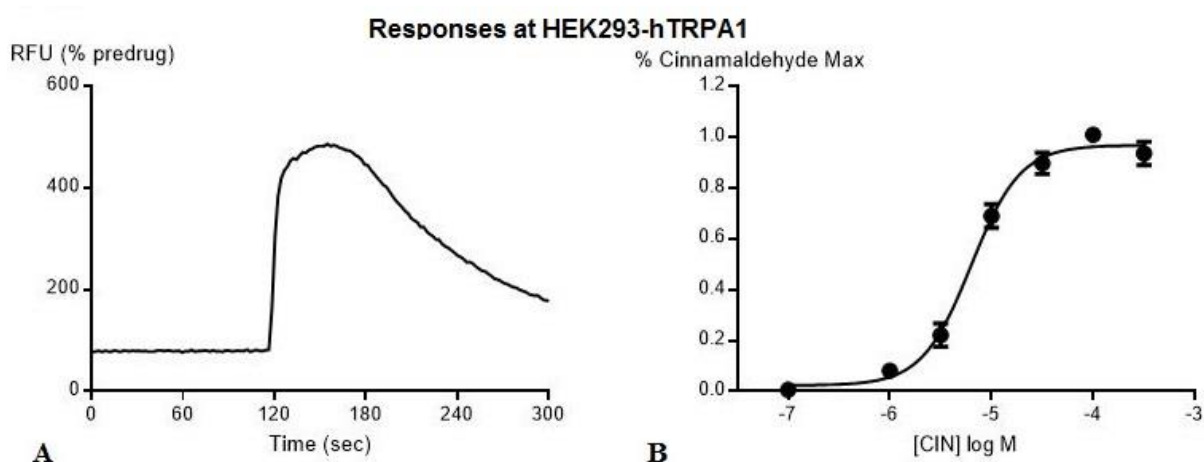 Responses at HEK293-hTRPA1
RFU (% predrug)
600
400
200
0
0 60 120 180 240 300
Time (sec)
A
% Cinnamaldehyde Max
1.2
1.0
0.8
0.6
0.4
0.2
0.0
-7 -6 -5 -4 -3
[CIN] log M
B